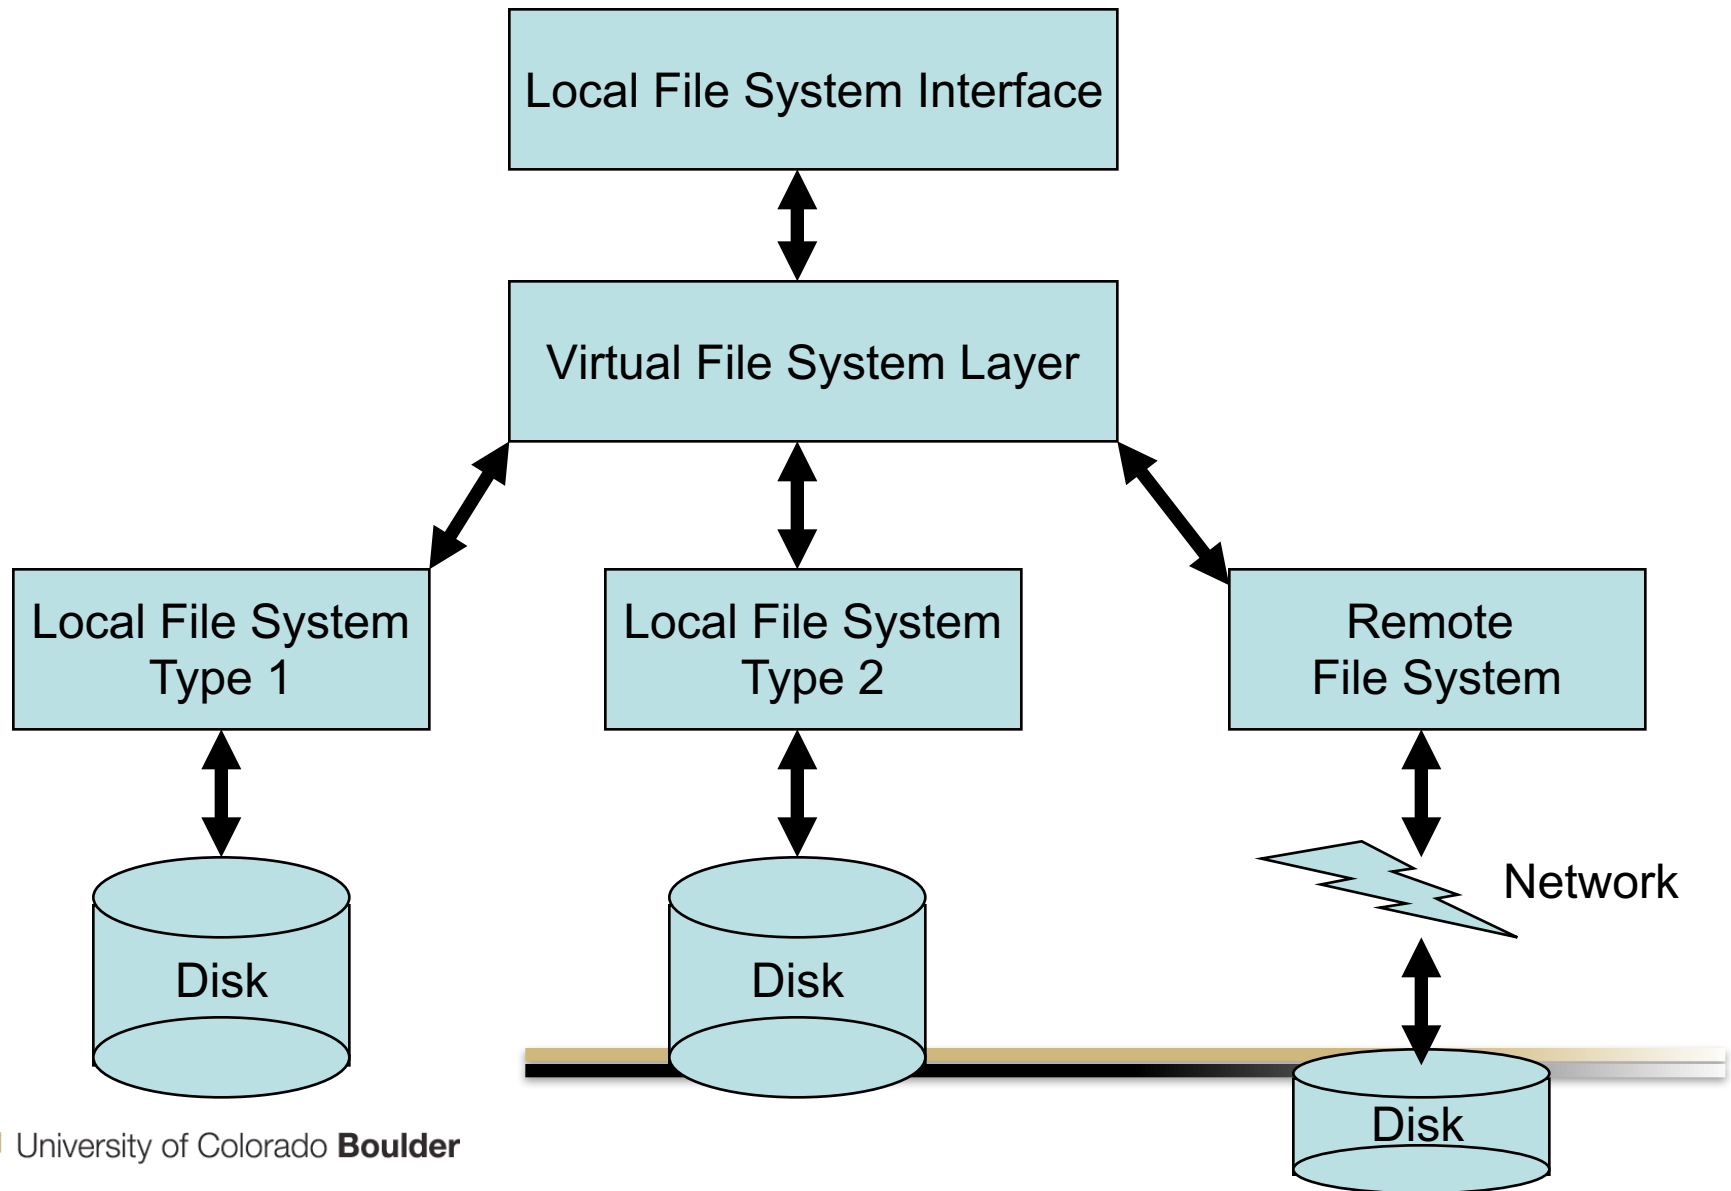 Local File System Interface
Virtual File System Layer
Local File System
Type 1
Local File System
Type 2
Remote
File System
Network
Disk
Disk
Disk
University of Colorado Boulder